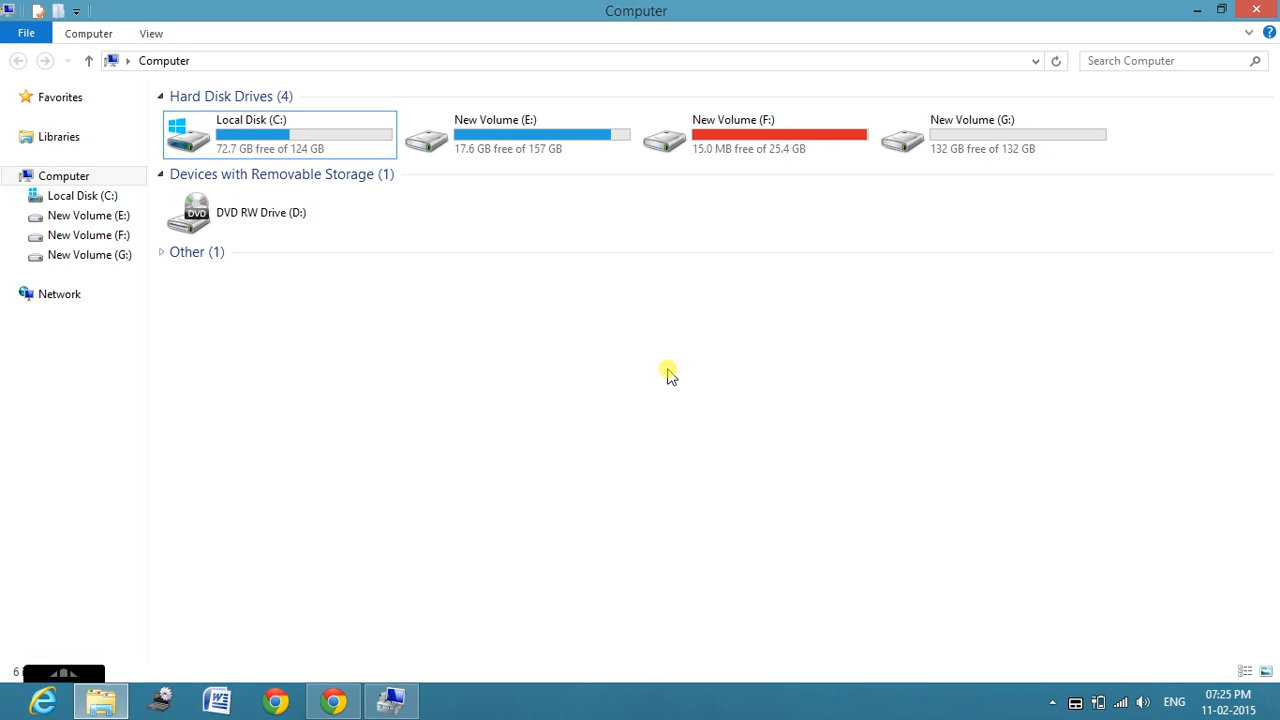 Computer
File Computer View
Computer
Search Computer
Favorites
Libraries
Computer
Local Disk (C:)
New Volume (E:)
New Volume (F:)
New Volume (G:)
Network
Hard Disk Drives (4)
Local Disk (C:)
72.7 GB free of 124 GB
New Volume (E:)
17.6 GB free of 157 GB
New Volume (F:)
15.0 MB free of 25.4 GB
New Volume (G:)
132 GB free of 132 GB
Devices with Removable Storage (1)
DVD
DVD RW Drive (D:)
Other (1)
6
ENG
07:25 PM
11-02-2015